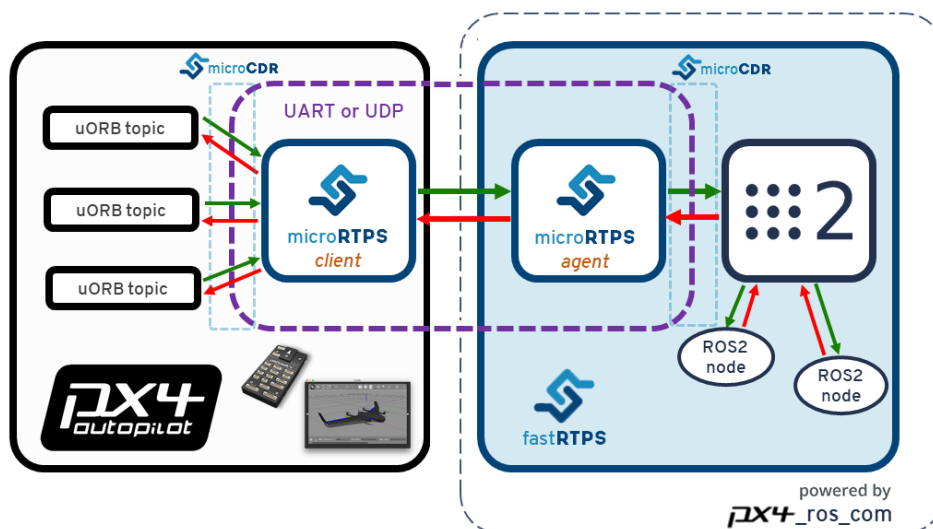 microCDR
microCDR
UART or UDP
uORB topic
uORB topic
uORB topic
microRTPS
client
microRTPS
agent
2
ROS2
node
ROS2
node
px4
autopilot
fastRTPS
powered by
px4_ros_com